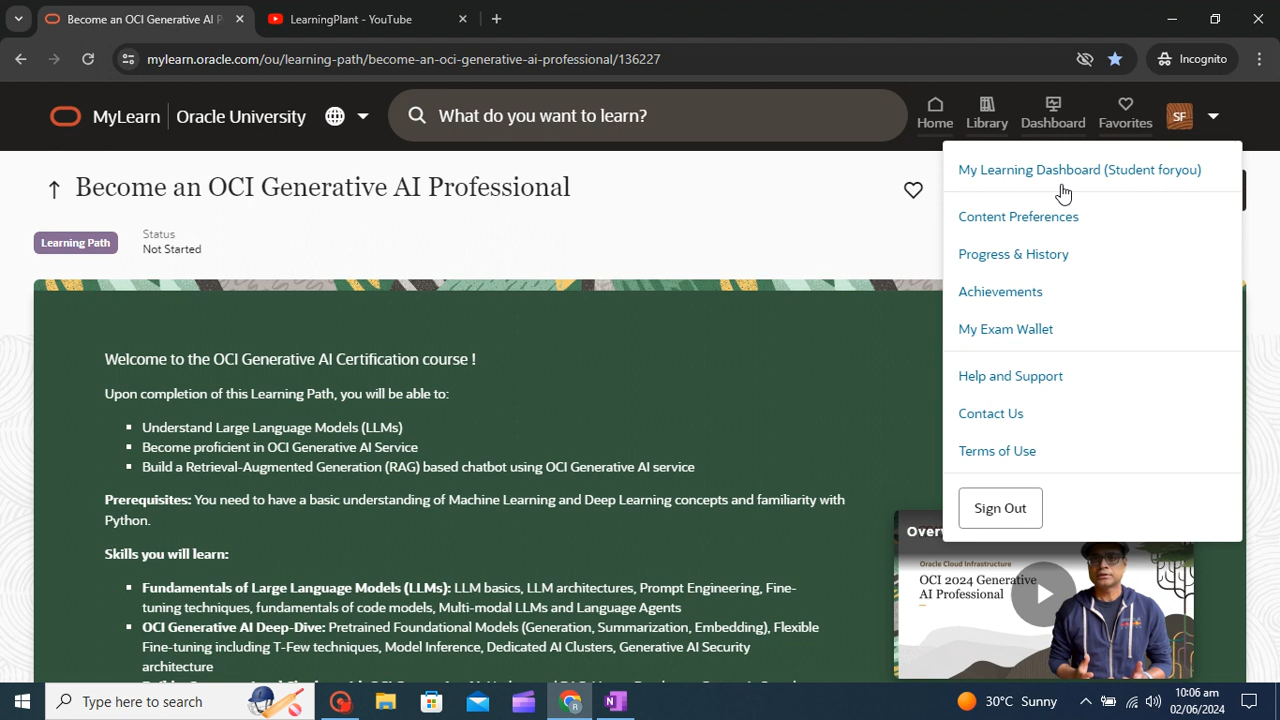 Become an OCI Generative AI P
LearningPlant - YouTube
mylearn.oracle.com/ou/learning-path/become-an-oci-generative-ai-professional/136227
Incognito
MyLearn Oracle University
What do you want to learn?
Home
Library
Dashboard
Favorites
SF
My Learning Dashboard (Student foryou)
Content Preferences
Progress & History
Achievements
My Exam Wallet
Help and Support
Contact Us
Terms of Use
Sign Out
Become an OCI Generative AI Professional
Learning Path
Status
Not Started
Welcome to the OCI Generative AI Certification course !
Upon completion of this Learning Path, you will be able to:
Understand Large Language Models (LLMs)
Become proficient in OCI Generative AI Service
Build a Retrieval-Augmented Generation (RAG) based chatbot using OCI Generative AI service
Prerequisites: You need to have a basic understanding of Machine Learning and Deep Learning concepts and familiarity with
Python.
Skills you will learn:
Fundamentals of Large Language Models (LLMs): LLM basics, LLM architectures, Prompt Engineering, Fine-
tuning techniques, fundamentals of code models, Multi-modal LLMs and Language Agents
OCI Generative AI Deep-Dive: Pretrained Foundational Models (Generation, Summarization, Embedding), Flexible
Fine-tuning including T-Few techniques, Model Inference, Dedicated AI Clusters, Generative AI Security
architecture
Over
Oracle Cloud Infrastructure
OCI 2024 Generative
AI Professional
Type here to search
30°C Sunny
10:06 am
02/06/2024